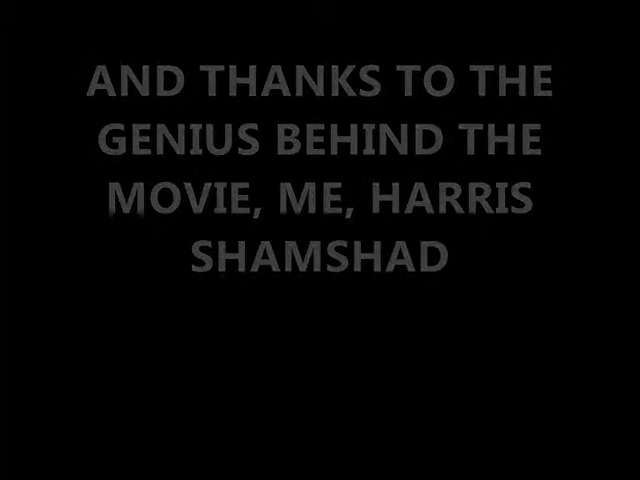 AND THANKS TO THE
GENIUS BEHIND THE
MOVIE, ME, HARRIS
SHAMSHAD